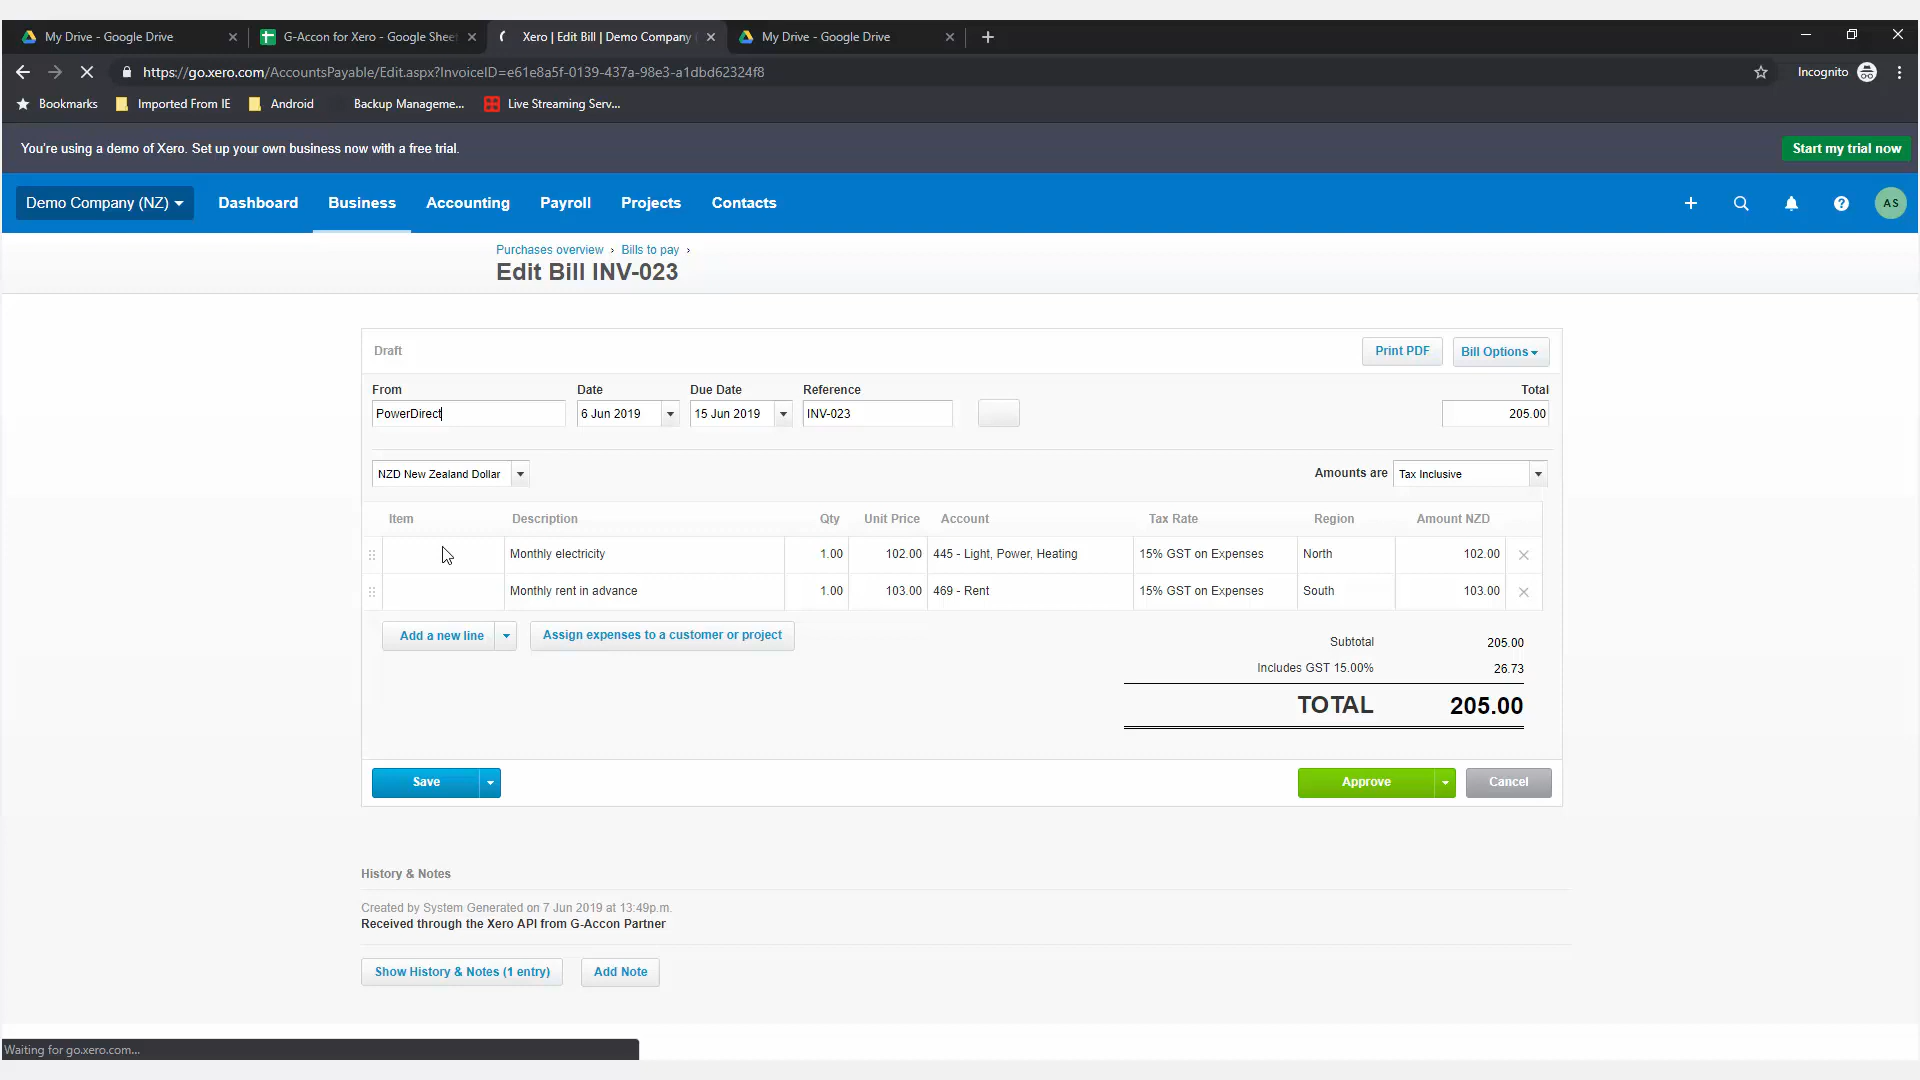 My Drive - Google Drive
G-Accon for Xero - Google Sheet
Xero | Edit Bill | Demo Company
My Drive - Google Drive
https://go.xero.com/AccountsPayable/Edit.aspx?InvoiceID=e61e8a5f-0139-437a-98e3-a1dbd62324f8
Incognito
Bookmarks
Imported From IE
Android
Backup Manageme...
Live Streaming Serv...
You're using a demo of Xero. Set up your own business now with a free trial.
Start my trial now
Demo Company (NZ)
Dashboard
Business
Accounting
Payroll
Projects
Contacts
AS
Purchases overview › Bills to pay ›
Edit Bill INV-023
Draft
Print PDF
Bill Options
From
Date
Due Date
Reference
Total
PowerDirect
6 Jun 2019
15 Jun 2019
INV-023
205.00
NZD New Zealand Dollar
Amounts are
Tax Inclusive
Item
Description
Qty
Unit Price
Account
Tax Rate
Region
Amount NZD
Monthly electricity
1.00
102.00
445 - Light, Power, Heating
15% GST on Expenses
North
102.00
Monthly rent in advance
1.00
103.00
469 - Rent
15% GST on Expenses
South
103.00
Add a new line
Assign expenses to a customer or project
Subtotal
205.00
Includes GST 15.00%
26.73
TOTAL
205.00
Save
Approve
Cancel
History & Notes
Created by System Generated on 7 Jun 2019 at 13:49p.m.
Received through the Xero API from G-Accon Partner
Show History & Notes (1 entry)
Add Note
Waiting for go.xero.com...